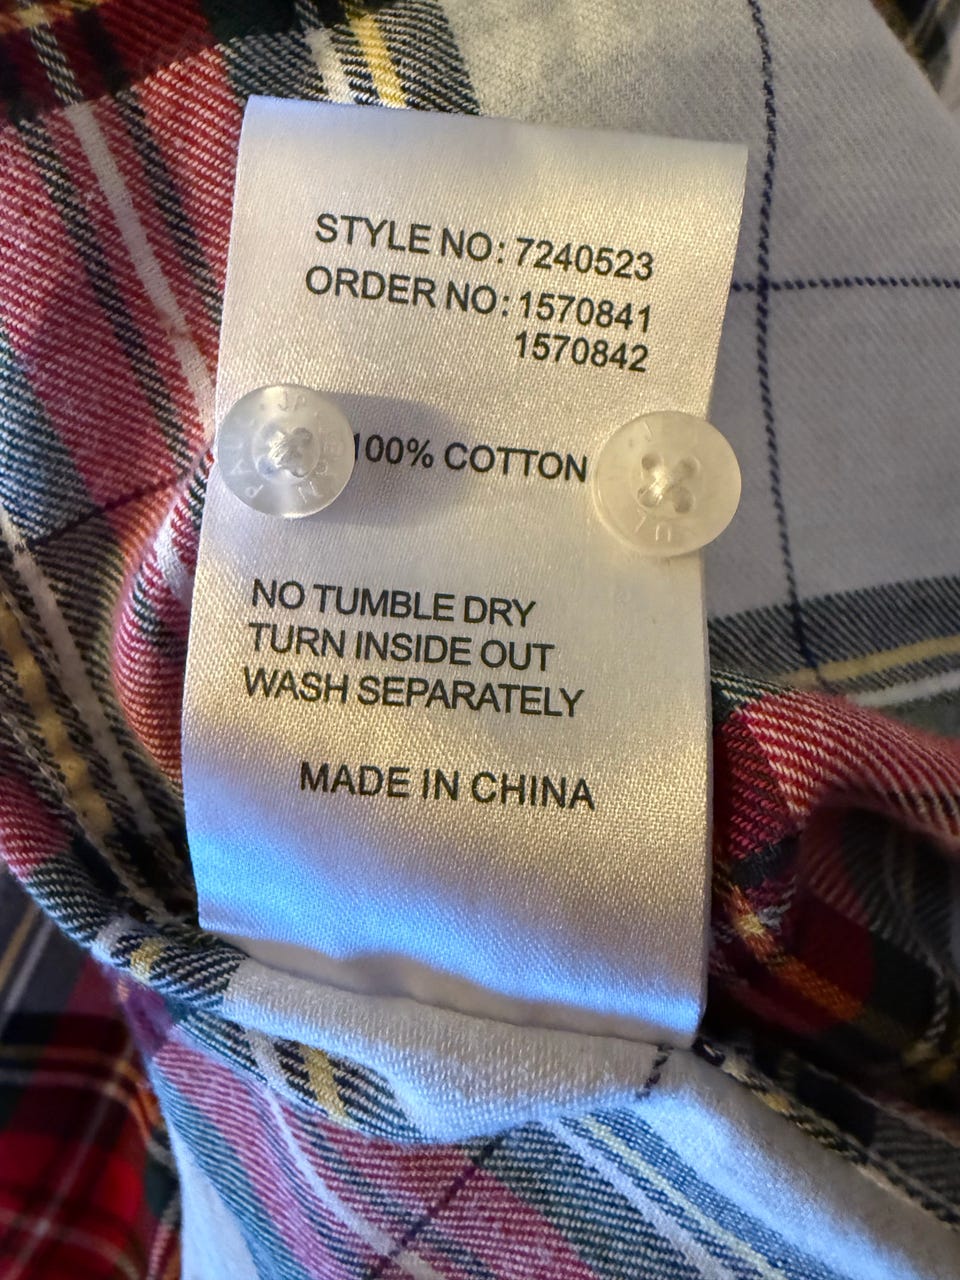 STYLE NO: 7240523
ORDER NO: 1570841
1570842
100% COTTON
NO TUMBLE DRY
TURN INSIDE OUT
WASH SEPARATELY
MADE IN CHINA